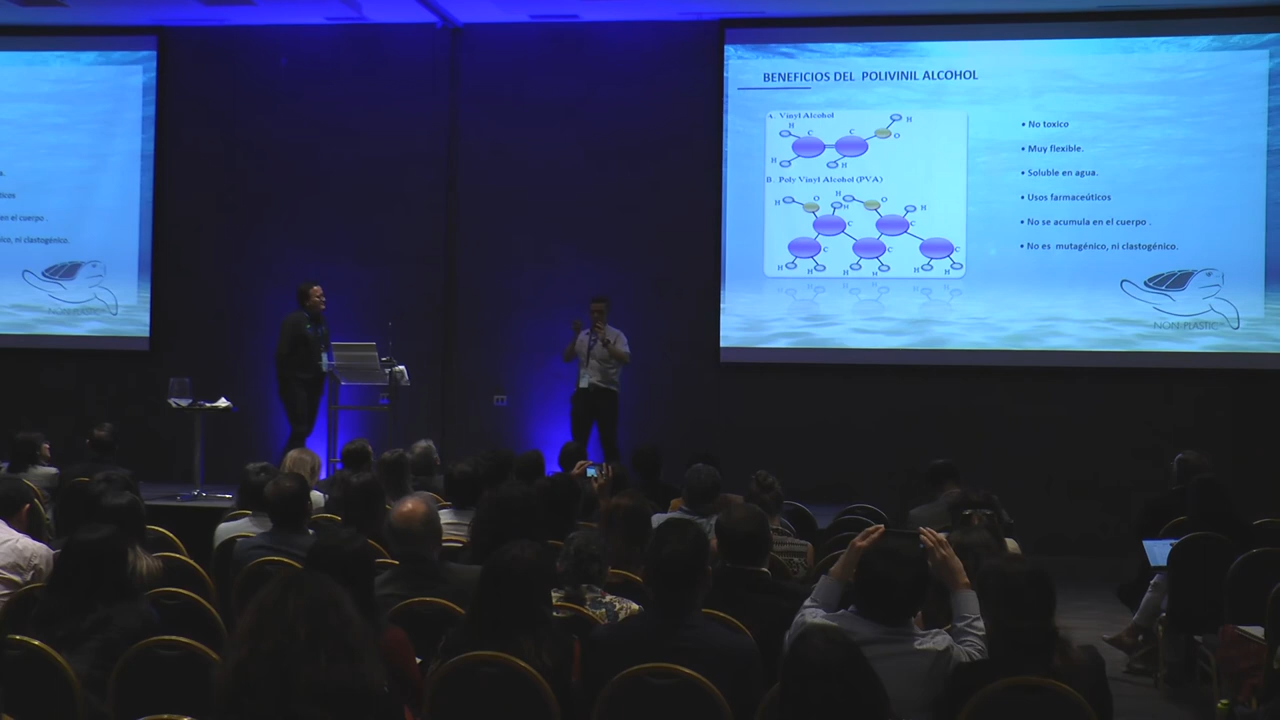 BENEFICIOS DEL POLIVINIL ALCOHOL
A. Vinyl Alcohol
H
H
C
C
O
H
H
H
B. Poly Vinyl Alcohol (PVA)
H
O
H
H
O
H
C
C
C
C
C
H
H
H
H
H
H
• No toxico
• Muy flexible.
• Soluble en agua.
• Usos farmaceúticos
• No se acumula en el cuerpo .
• No es mutagénico, ni clastogénico.
NON PLASTIC
a.
ticos
en el cuerpo .
ico, ni clastogénico.
NON PLASTIC